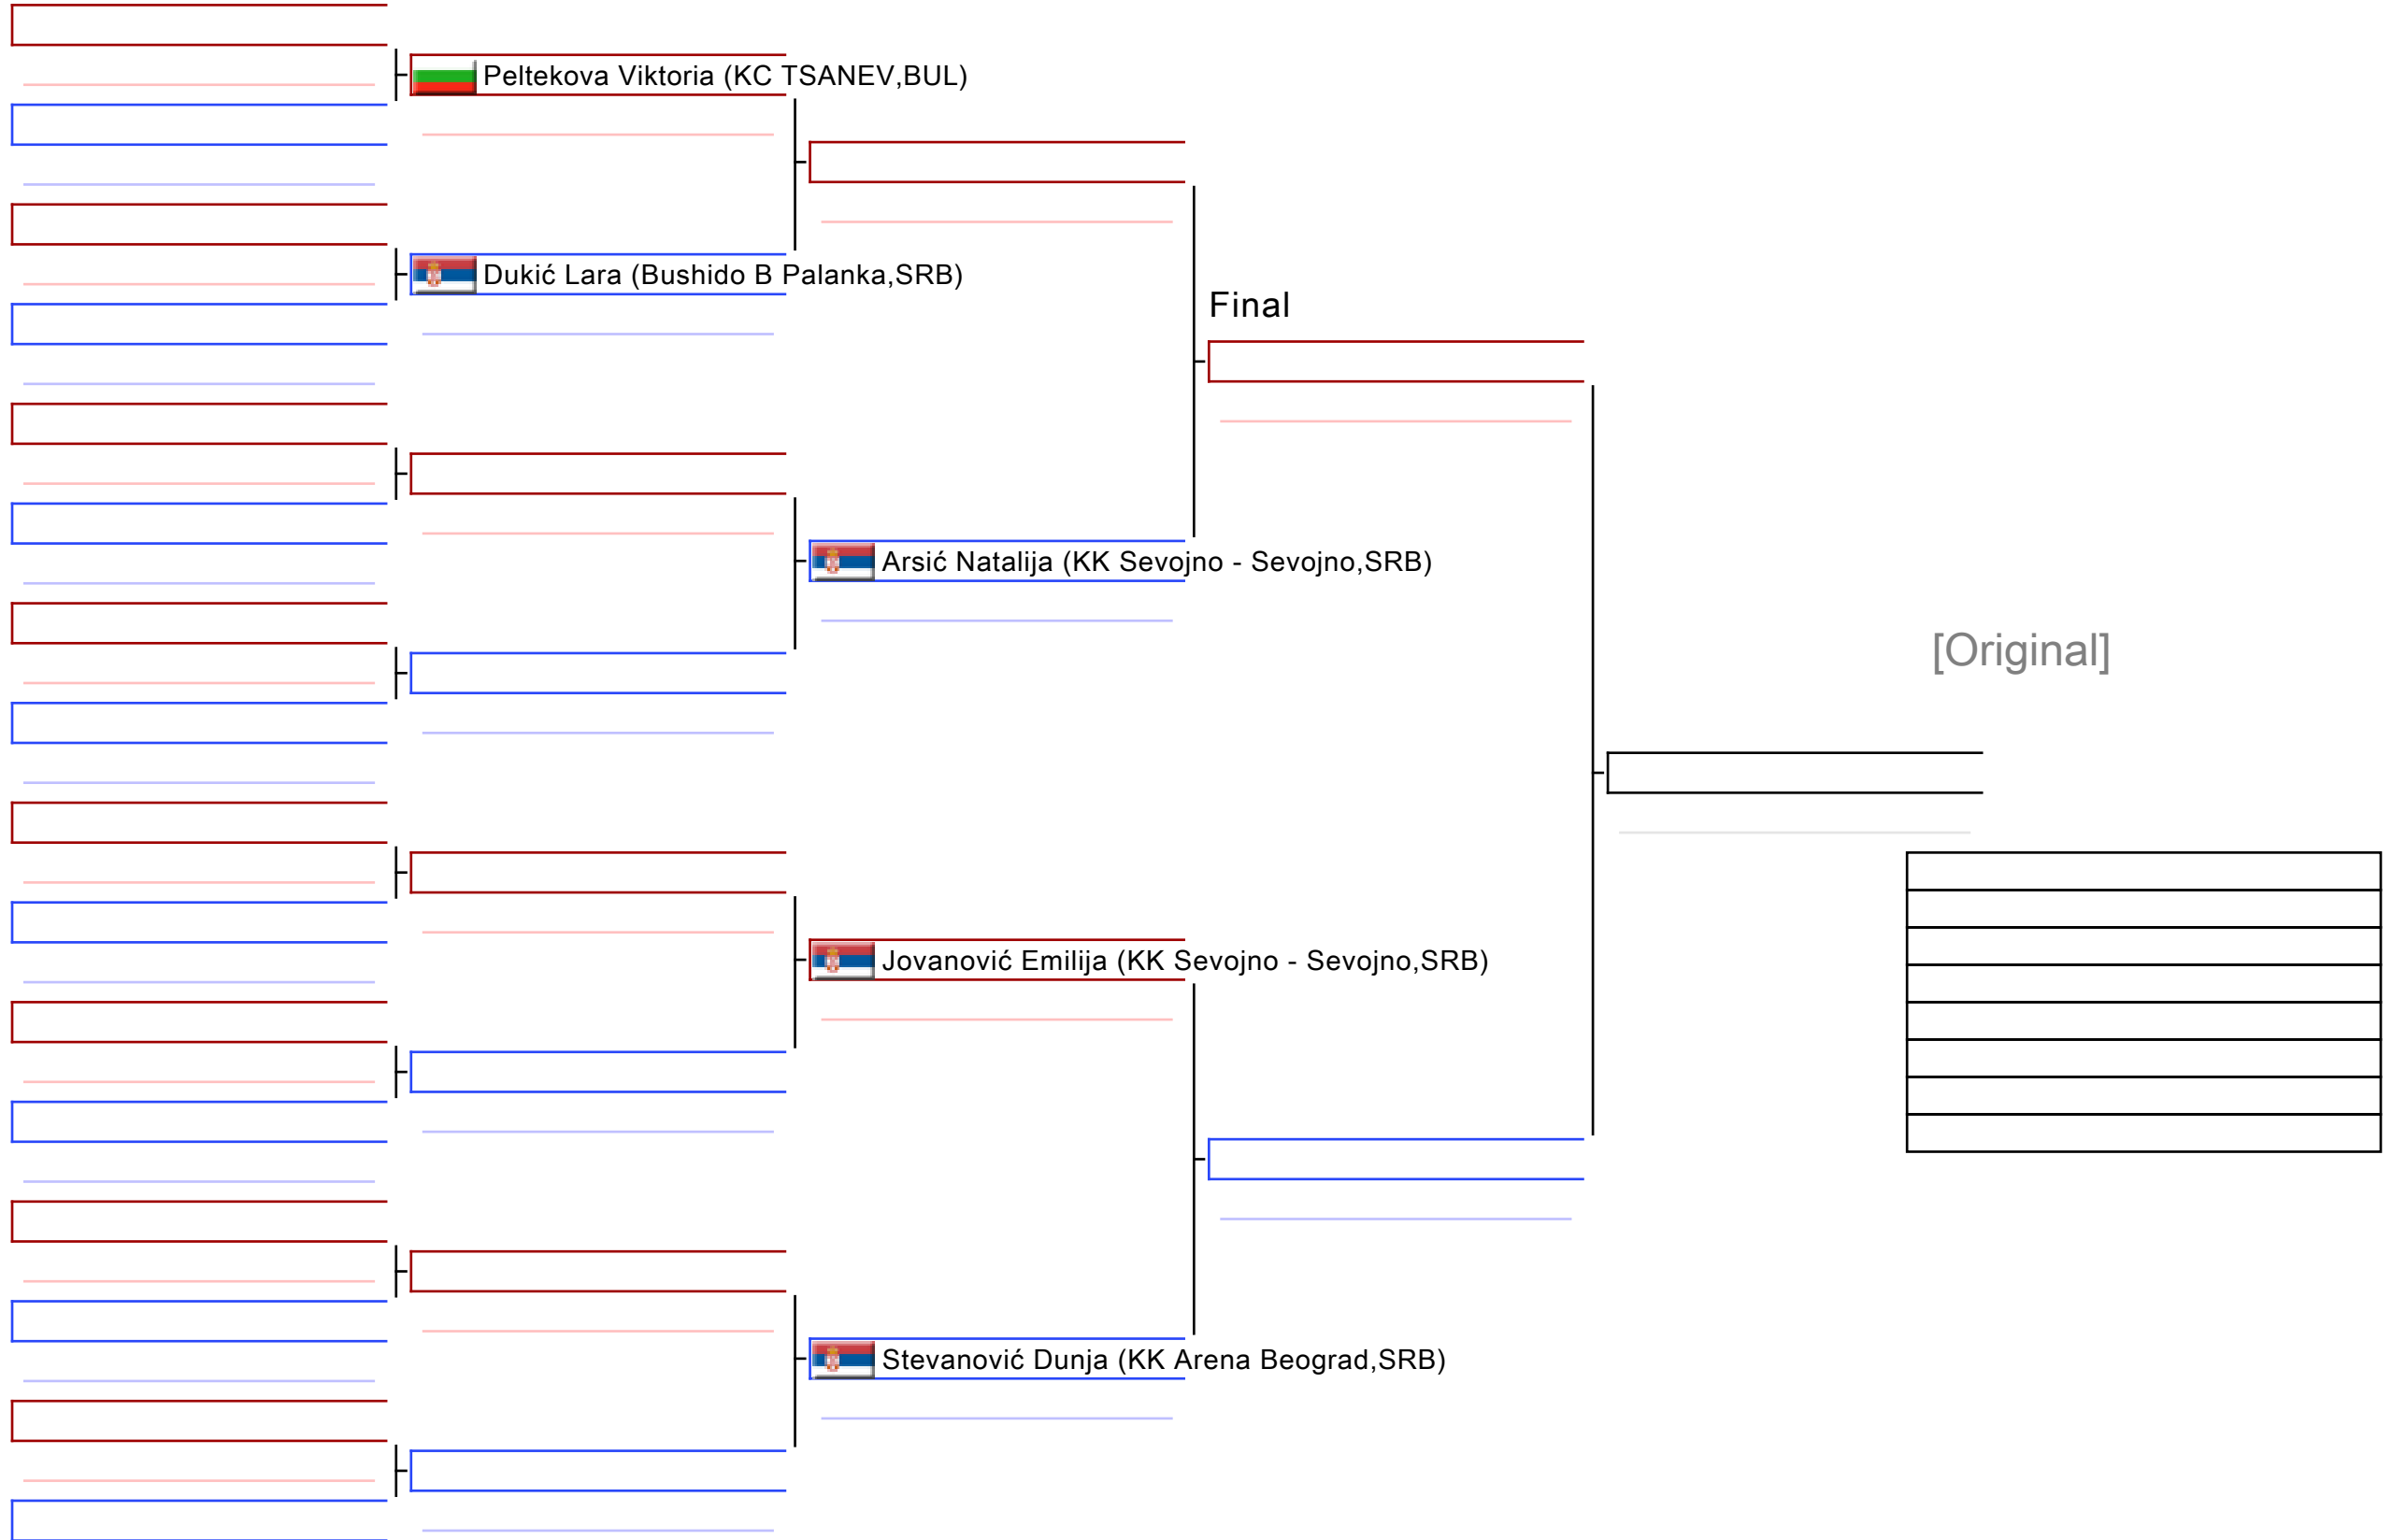 Peltekova Viktoria (KC TSANEV,BUL)
Dukić Lara (Bushido B Palanka,SRB)
Final
Arsić Natalija (KK Sevojno - Sevojno,SRB)
[Original]
Jovanović Emilija (KK Sevojno - Sevojno,SRB)
Stevanović Dunja (KK Arena Beograd,SRB)